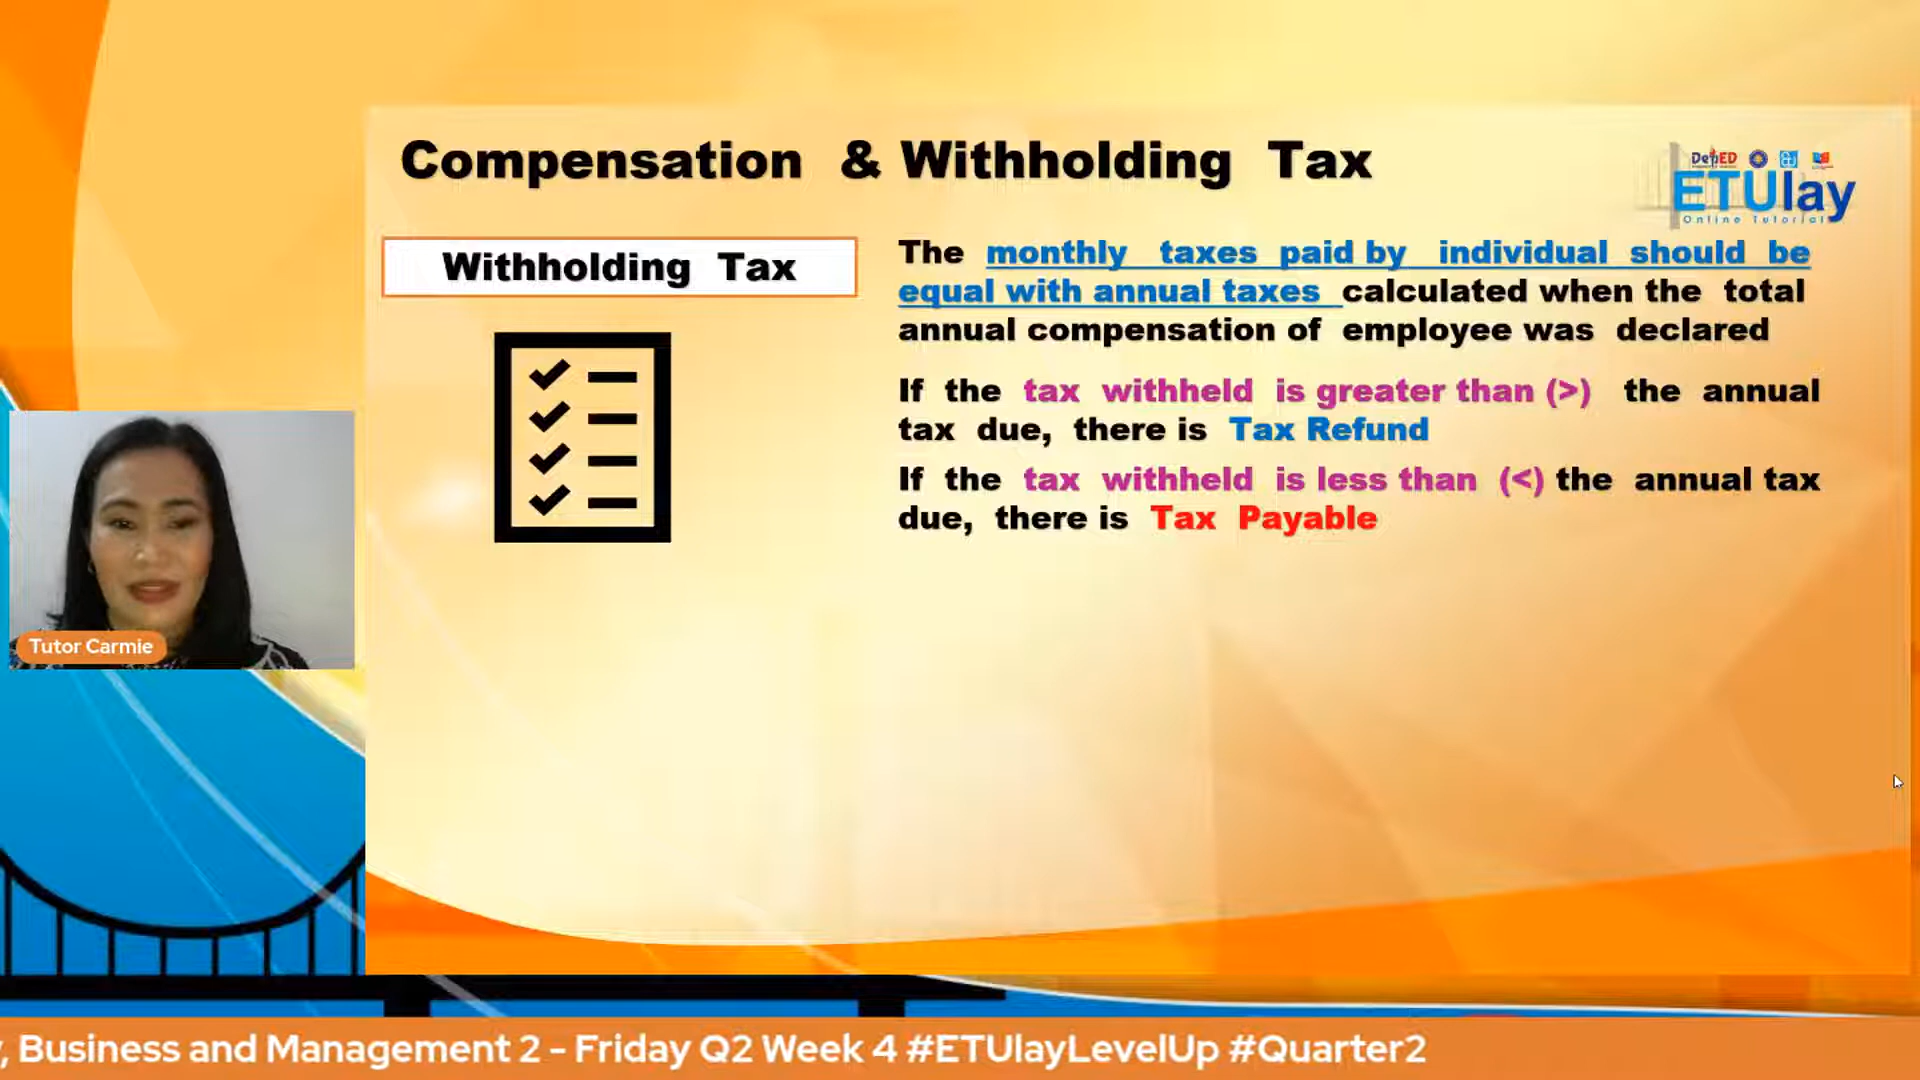 Compensation & Withholding Tax
DepED
ETUlay
Online Tutorial
Withholding Tax
The monthly taxes paid by individual should be
equal with annual taxes calculated when the total
annual compensation of employee was declared
If the tax withheld is greater than (>) the annual
tax due, there is Tax Refund
If the tax withheld is less than (<) the annual tax
due, there is Tax Payable
Tutor Carmie
, Business and Management 2 - Friday Q2 Week 4 #ETUlayLevelUp #Quarter2